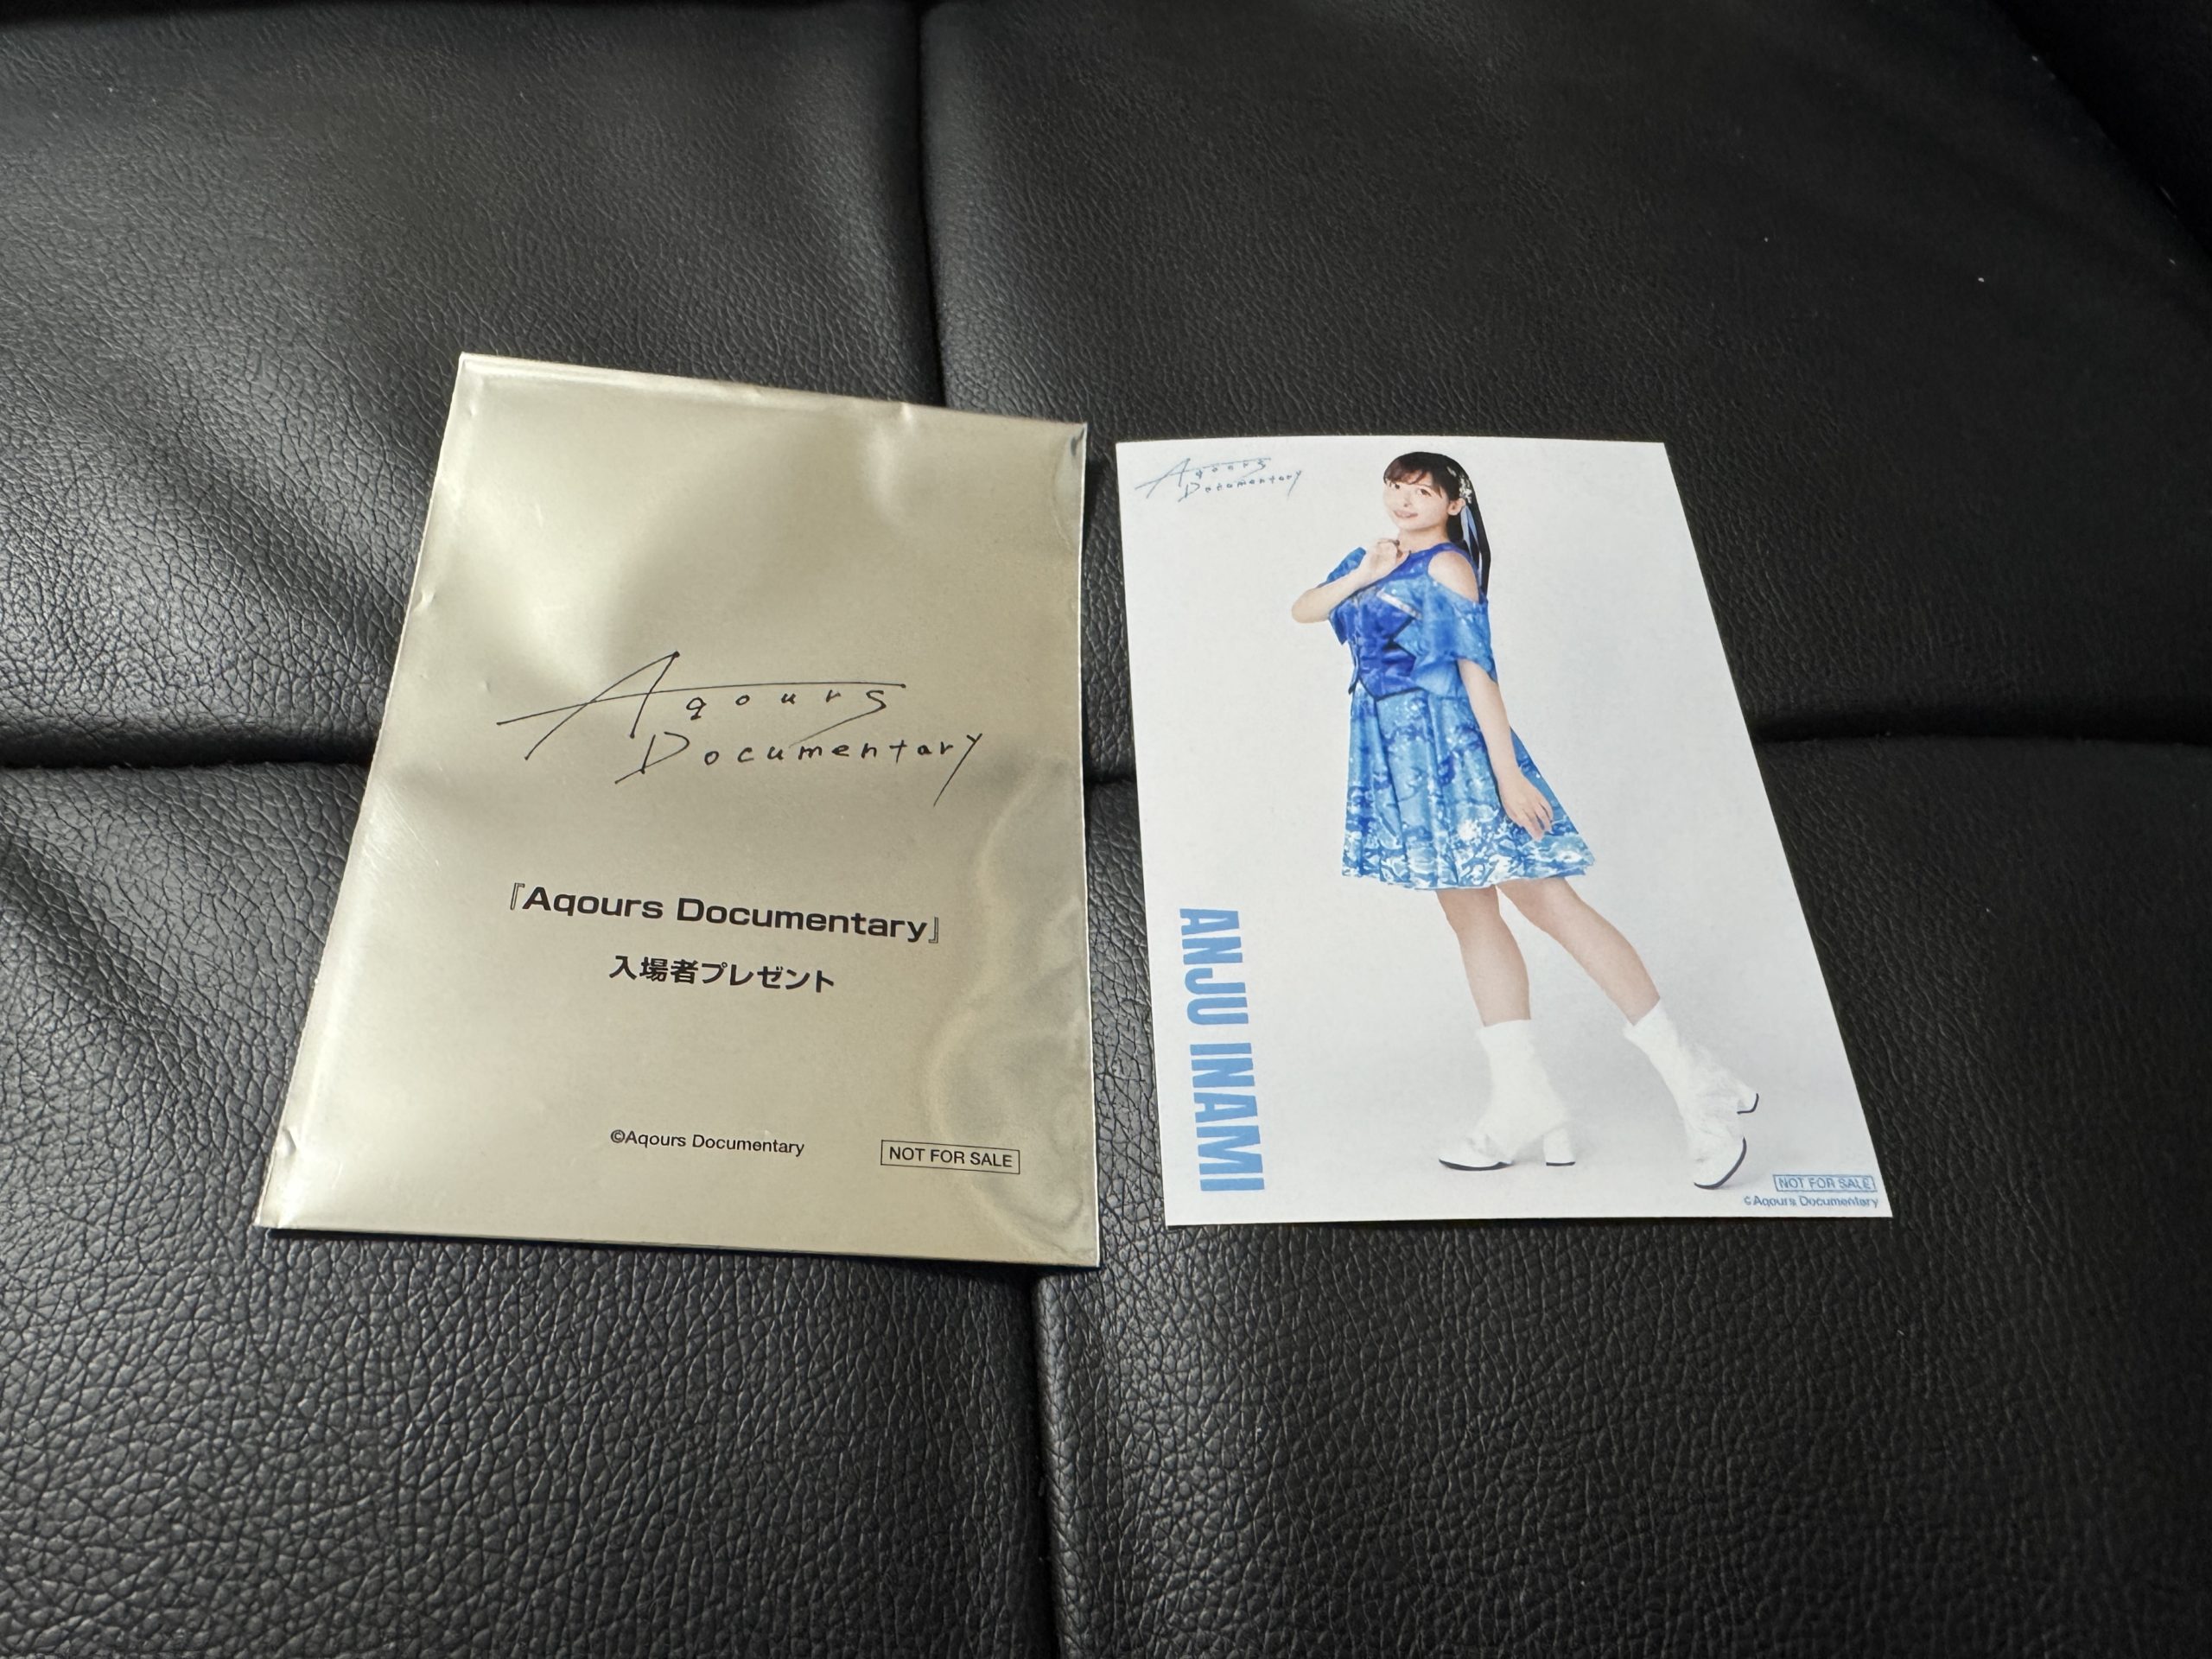 Aqours
Documentary
『Aqours Documentary』
入場者プレゼント
©Aqours Documentary
NOT FOR SALE
Aqours
Documentary
ANJU INAMI
NOT FOR SALE
©Aqours Documentary